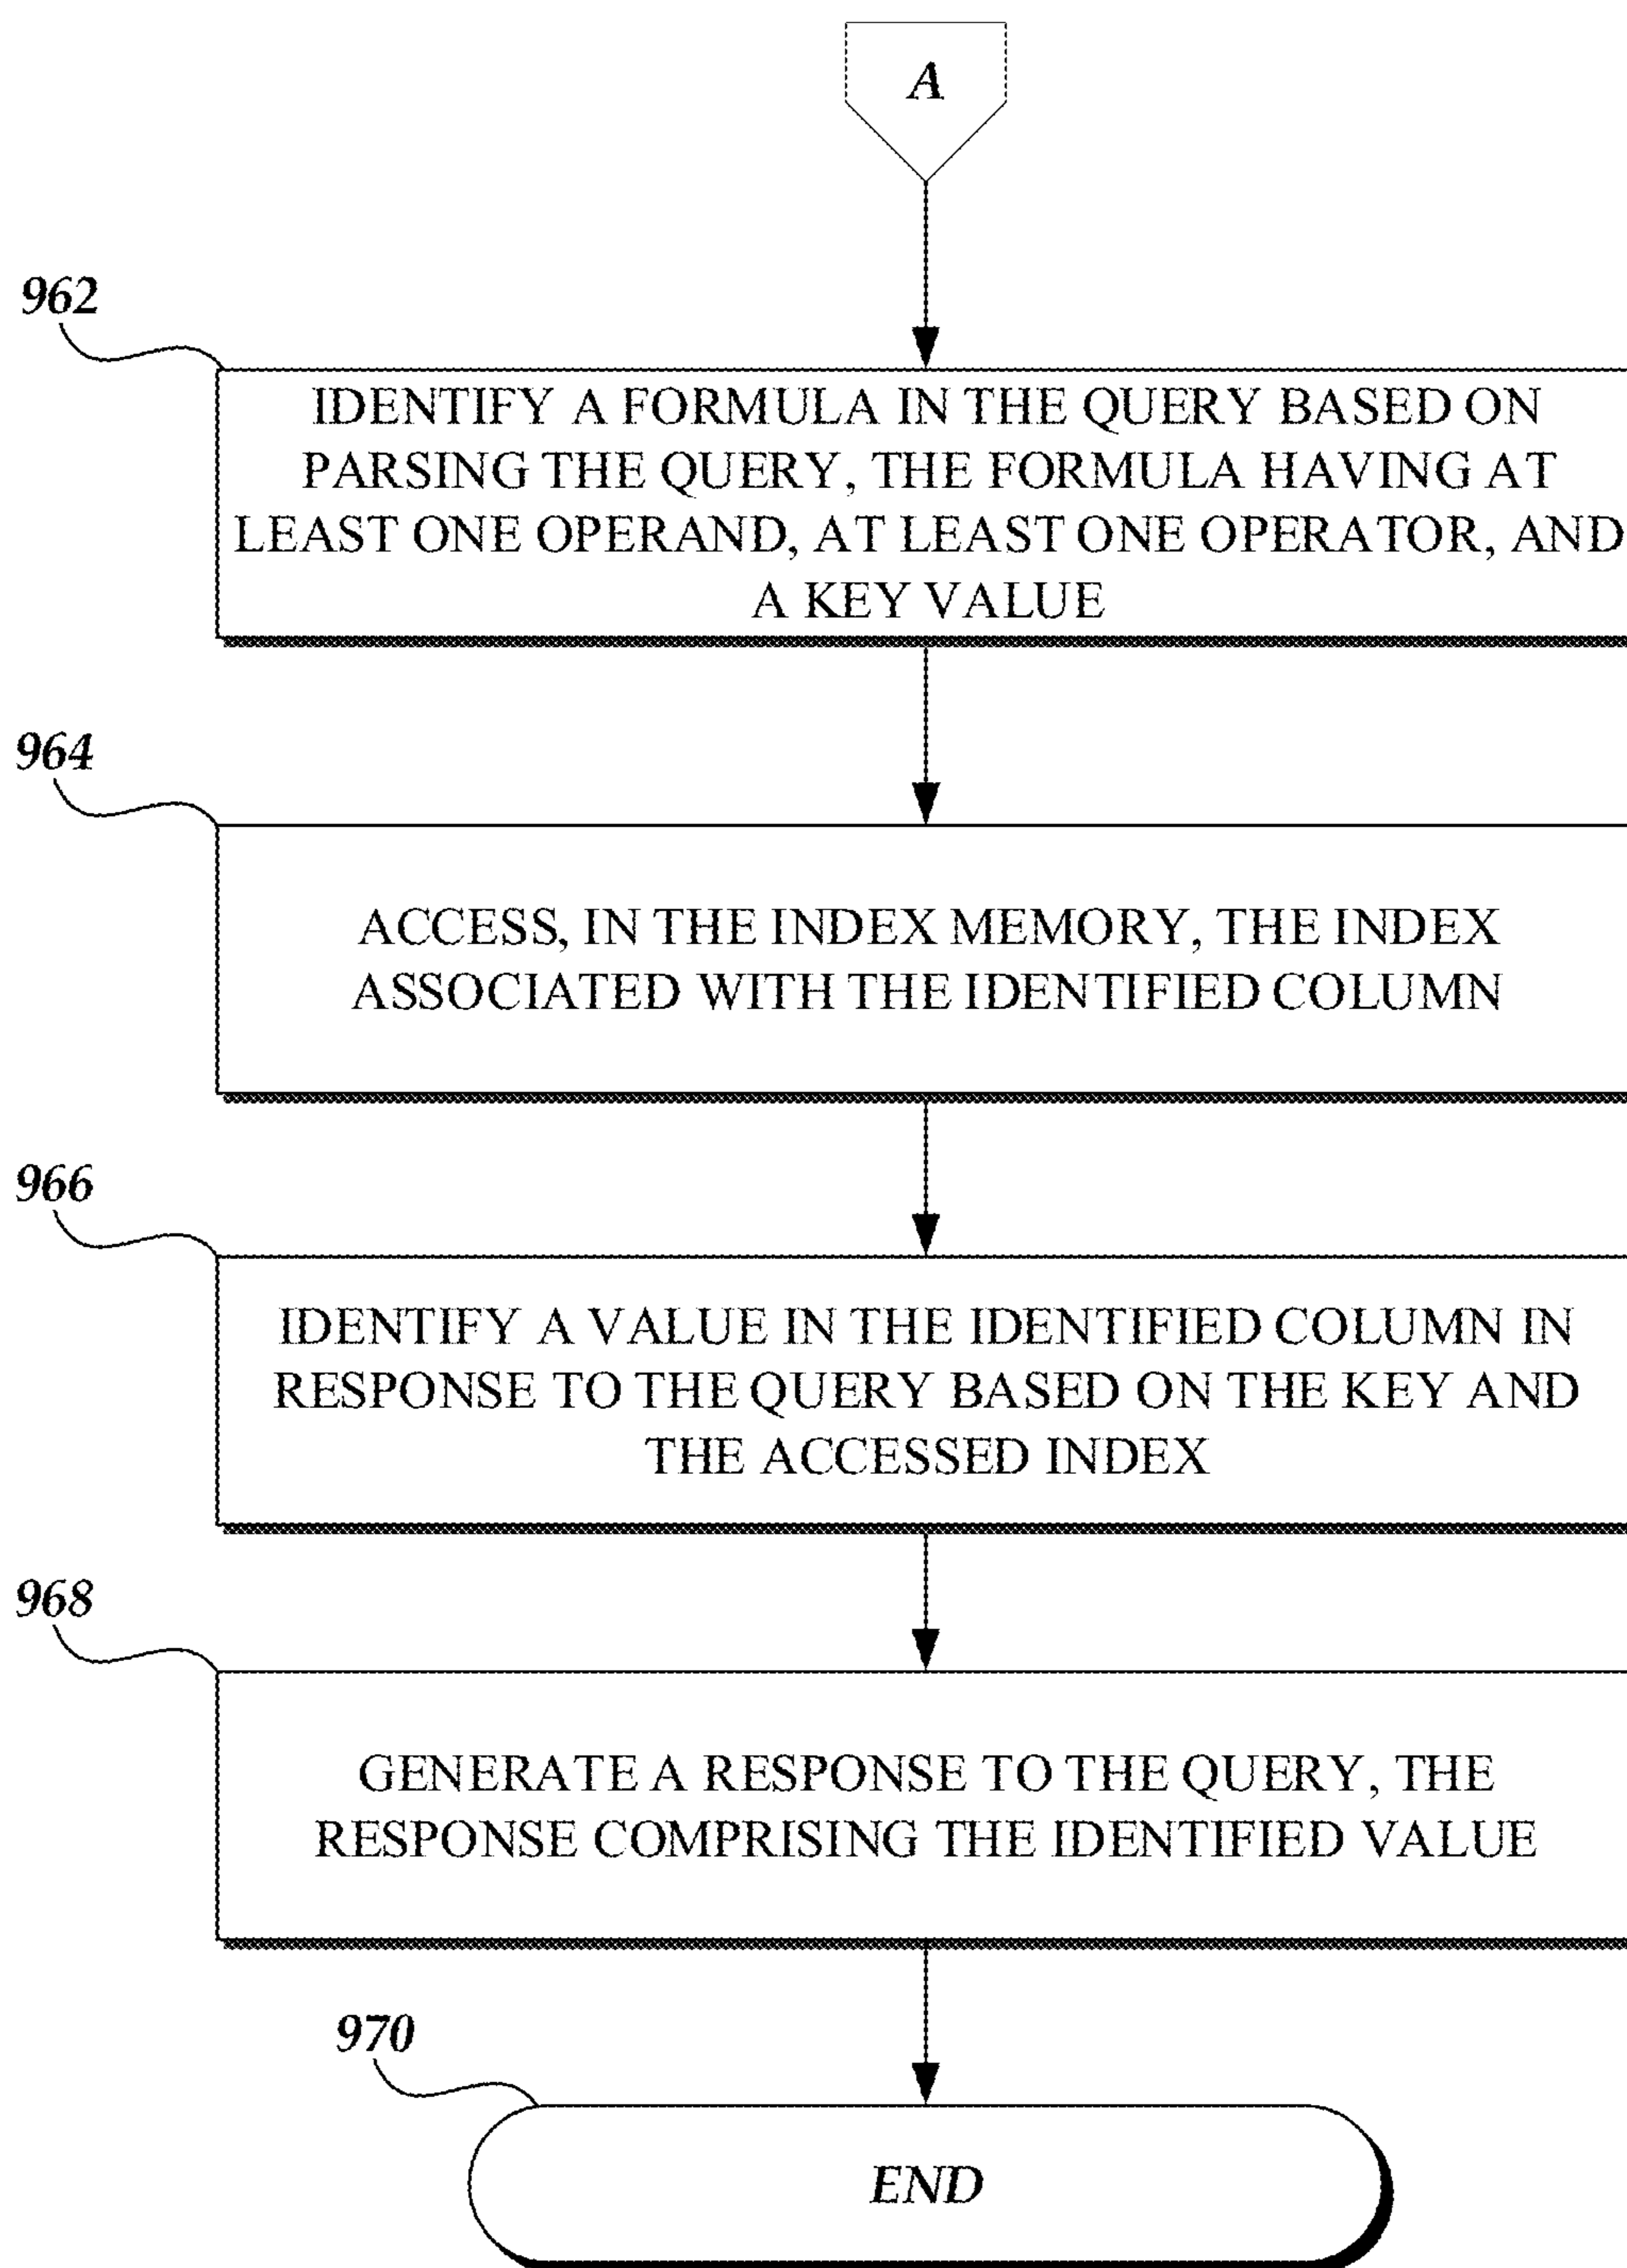 A
962
IDENTIFY A FORMULA IN THE QUERY BASED ON
PARSING THE QUERY, THE FORMULA HAVING AT
LEAST ONE OPERAND, AT LEAST ONE OPERATOR, AND
A KEY VALUE
964
ACCESS, IN THE INDEX MEMORY, THE INDEX
ASSOCIATED WITH THE IDENTIFIED COLUMN
966
IDENTIFY A VALUE IN THE IDENTIFIED COLUMN IN
RESPONSE TO THE QUERY BASED ON THE KEY AND
THE ACCESSED INDEX
968
GENERATE A RESPONSE TO THE QUERY, THE
RESPONSE COMPRISING THE IDENTIFIED VALUE
970
END